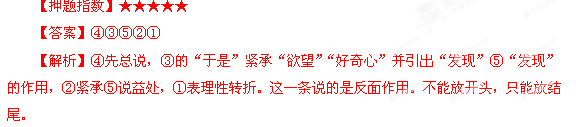 【押题指数】★★★★★
【答案】④③⑤②①
【解析】④先总说，③的“于是”紧承“欲望”“好奇心”并引出“发现”⑤“发现”
的作用，②紧承⑤说益处，①表理性转折。这一条说的是反面作用。不能放开头，只能放结
尾。